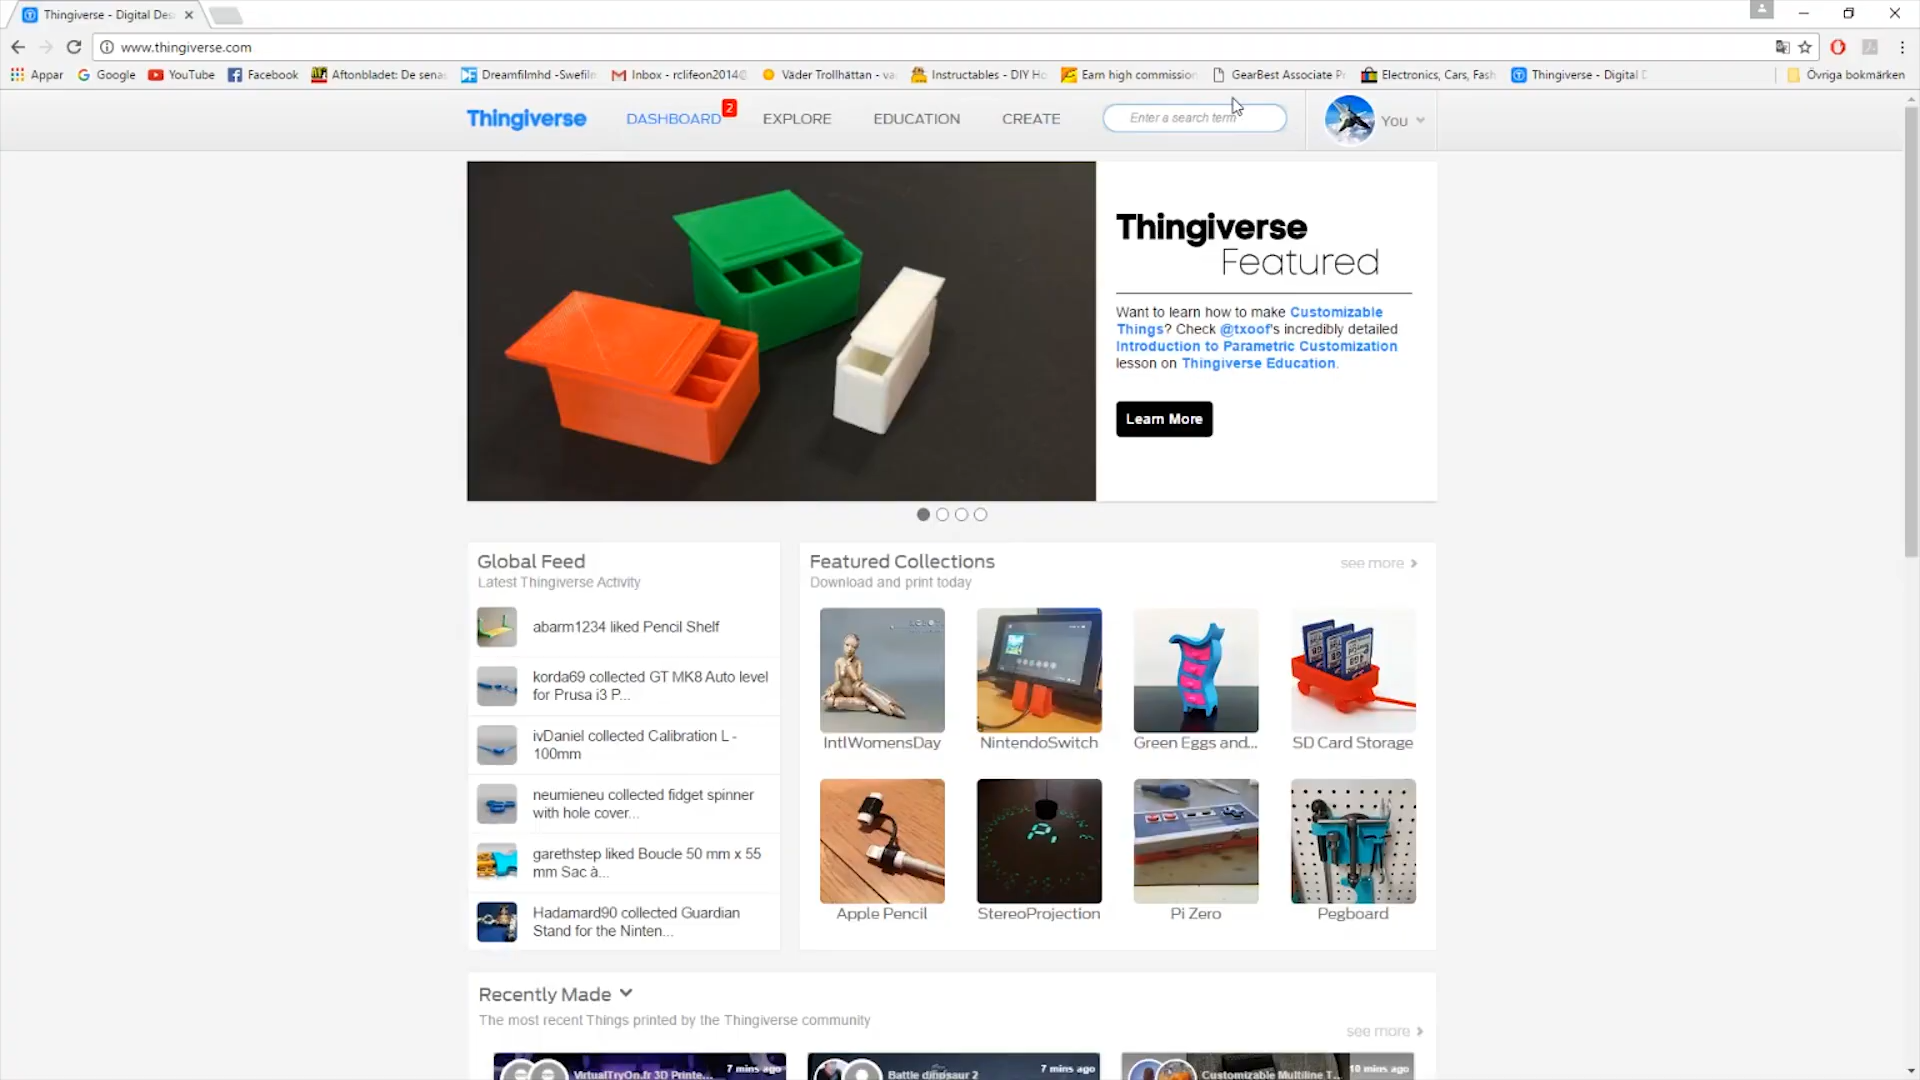 Thingiverse - Digital Des
www.thingiverse.com
Appar
Google
YouTube
Facebook
Aftonbladet: De sena
Dreamfilmhd -Swefilm
Inbox - rclifeon2014@
Väder Trollhättan - va
Instructables - DIY Ho
Earn high commission
GearBest Associate P
Electronics, Cars, Fash
Thingiverse - Digital D
Övriga bokmärken
Thingiverse
DASHBOARD
2
EXPLORE
EDUCATION
CREATE
Enter a search term
You
Thingiverse
Featured
Want to learn how to make Customizable
Things? Check @txoof's incredibly detailed
Introduction to Parametric Customization
lesson on Thingiverse Education.
Learn More
Global Feed
Latest Thingiverse Activity
abarm1234 liked Pencil Shelf
korda69 collected GT MK8 Auto level
for Prusa i3 P...
ivDaniel collected Calibration L -
100mm
neumieneu collected fidget spinner
with hole cover...
garethstep liked Boucle 50 mm x 55
mm Sac à...
Hadamard90 collected Guardian
Stand for the Ninten...
Featured Collections
see more
Download and print today
IntlWomensDay
NintendoSwitch
Green Eggs and...
SD Card Storage
Apple Pencil
StereoProjection
Pi Zero
Pegboard
Recently Made
The most recent Things printed by the Thingiverse community
see more
VirtualTryOn.fr 3D Printe...
7 mins ago
Battle dinosaur 2
7 mins ago
Customizable Multiline T...
10 mins ago